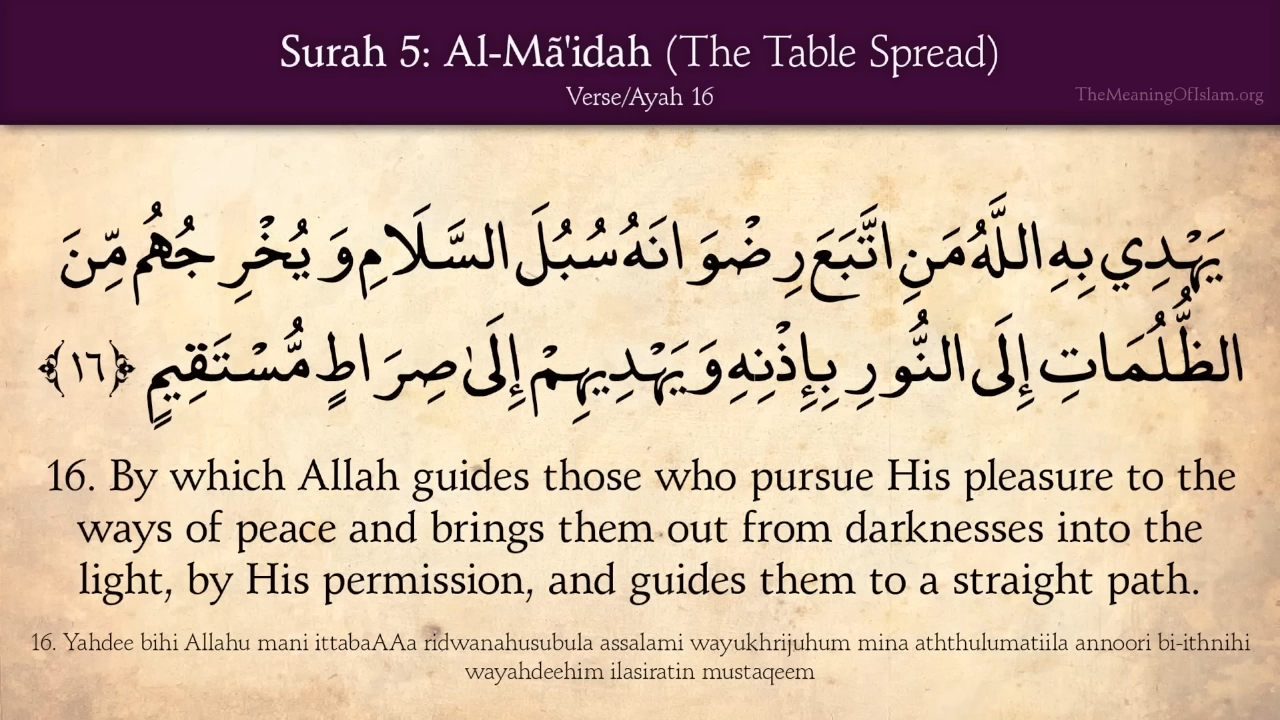 Surah 5: Al-Mã'idah (The Table Spread)
Verse/Ayah 16
TheMeaningOfIslam.org
يَهْدِي بِهِ اللَّهُ مَنِ اتَّبَعَ رِضْوَانَهُ سُبُلَ السَّلَامِ وَيُخْرِجُهُم مِّنَ
الظُّلُمَاتِ إِلَى النُّورِ بِإِذْنِهِ وَيَهْدِيهِمْ إِلَىٰ صِرَاطٍ مُّسْتَقِيمٍ ﴿١٦﴾
16. By which Allah guides those who pursue His pleasure to the
ways of peace and brings them out from darknesses into the
light, by His permission, and guides them to a straight path.
16. Yahdee bihi Allahu mani ittabaAAa ridwanahusubula assalami wayukhrijuhum mina aththulumatiila annoori bi-ithnihi
wayahdeehim ilasiratin mustaqeem